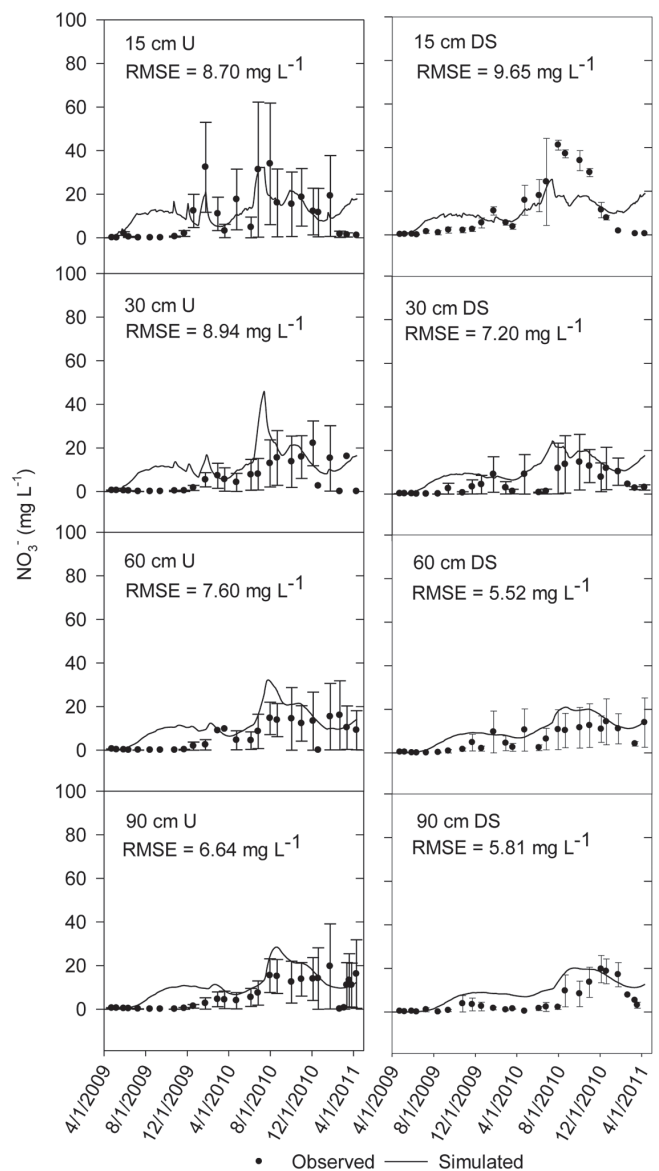 15 cm U
RMSE = 8.70 mg L-1
15 cm DS
RMSE = 9.65 mg L-1
100
80
60
40
20
0
30 cm U
RMSE = 8.94 mg L-1
30 cm DS
RMSE = 7.20 mg L-1
100
80
60
40
20
0
NO3- (mg L-1)
60 cm U
RMSE = 7.60 mg L-1
60 cm DS
RMSE = 5.52 mg L-1
100
80
60
40
20
0
90 cm U
RMSE = 6.64 mg L-1
90 cm DS
RMSE = 5.81 mg L-1
100
80
60
40
20
0
4/1/2009 8/1/2009 12/1/2009 4/1/2010 8/1/2010 12/1/2010 4/1/2011
4/1/2009 8/1/2009 12/1/2009 4/1/2010 8/1/2010 12/1/2010 4/1/2011
Observed Simulated